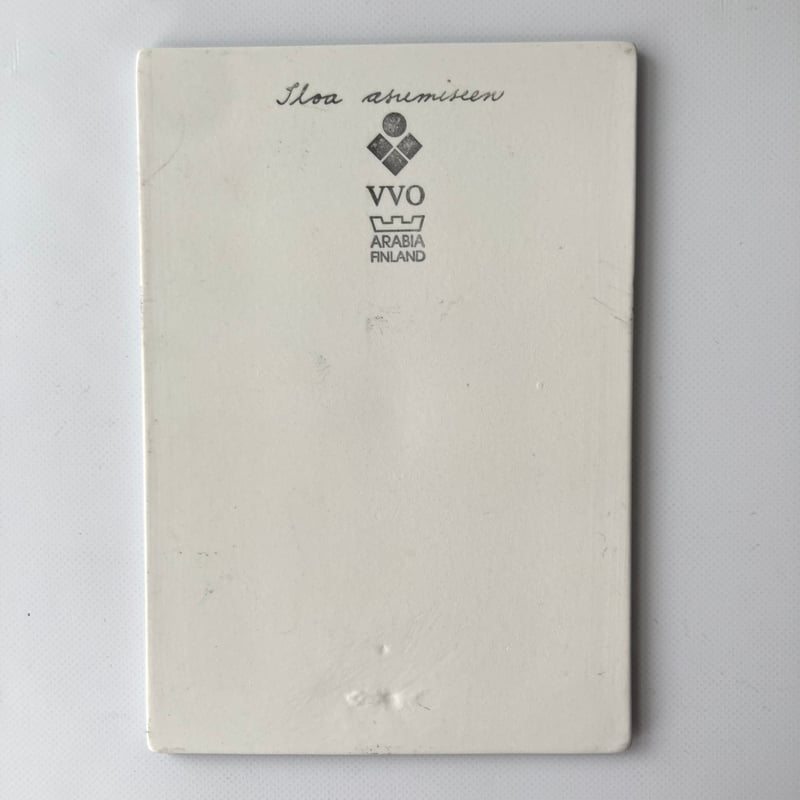 Iloa asumiseen
VVO
ARABIA
FINLAND